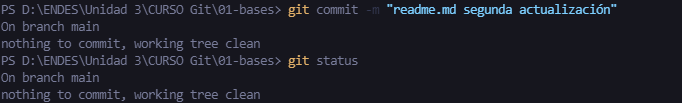 PS D:\ENDES\Unidad 3\CURSO Git\01-bases> git commit -m "readme.md segunda actualización"
On branch main
nothing to commit, working tree clean
PS D:\ENDES\Unidad 3\CURSO Git\01-bases> git status
On branch main
nothing to commit, working tree clean